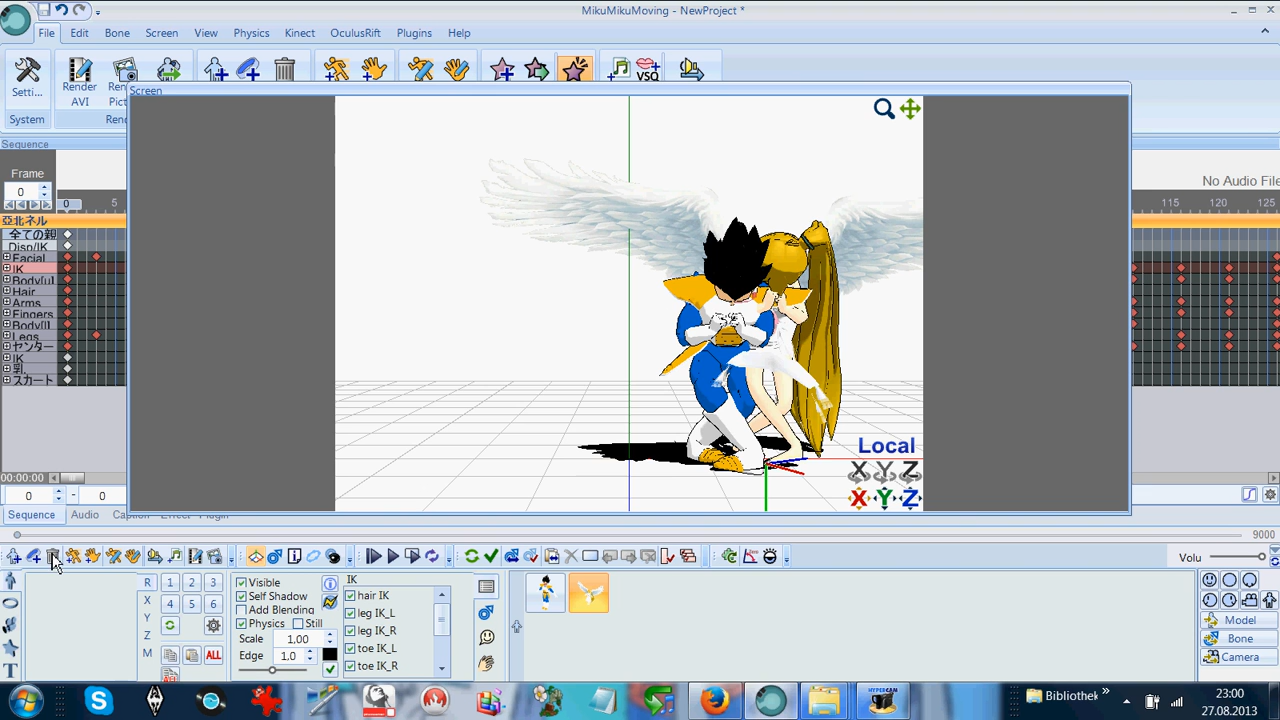 MikuMikuMoving - NewProject *
File Edit Bone Screen View Physics Kinect OculusRift Plugins Help
Setti... Render AVI
System
Screen
Sequence
No Audio File
Frame
0
0 5 115 120 125
亜北ネル
全ての親
Disp/IK
Facial
IK
Hair
Arms
Fingers
Legs
センター
IK
スカート
Local
X Y Z
X Y Z
00:00:00
0 - 0
Sequence Audio
9000
Volu
R 1 2 3
X 4 5 6
Y
Z
M ALL
Visible
Self Shadow
Add Blending
Physics Still
Scale 1,00
Edge 1.0
IK
hair IK
leg IK_L
leg IK_R
toe IK_L
toe IK_R
Model
Bone
Camera
VSQ
HYPERCAM
Bibliothek
23:00
27.08.2013